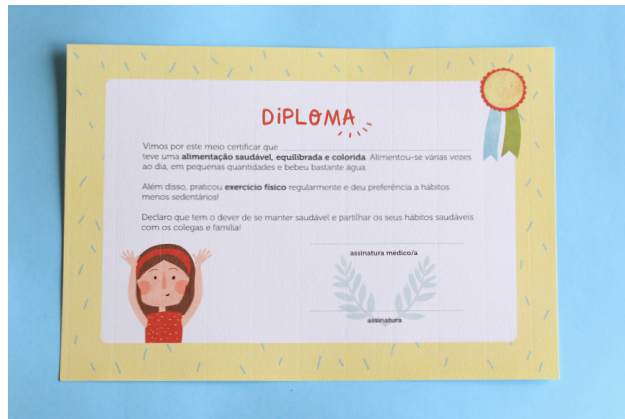 DiPLOMA
Vimos por este meio certificar que
teve uma alimentação saudável, equilibrada e colorida. Alimentou-se várias vezes
ao dia, em pequenas quantidades e bebeu bastante água.
Além disso, praticou exercício físico regularmente e deu preferência a hábitos
menos sedentários!
Declaro que tem o dever de se manter saudável e partilhar os seus hábitos saudáveis
com os colegas e família!
assinatura médico/a
assinatura